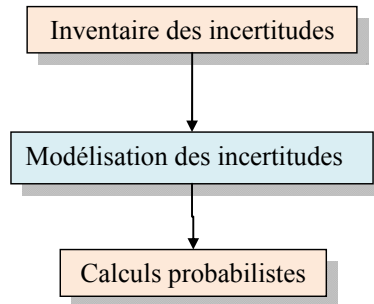 Inventaire des incertitudes
Modélisation des incertitudes
Calculs probabilistes